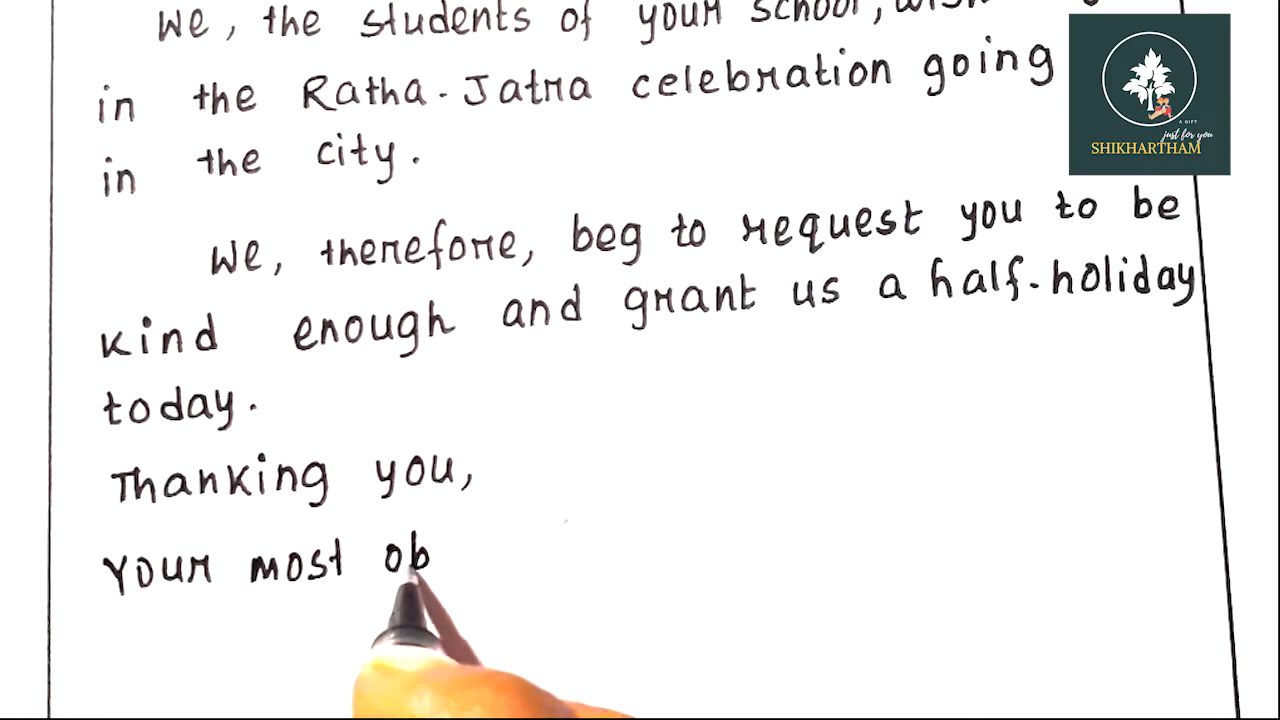 We, the students of your school, wish
in the Ratha-Jatra celebration going
in the city.
We, therefore, beg to request you to be
kind enough and grant us a half-holiday
today.
Thanking you,
Your most ob
A GIFT
just for you
SHIKHARTHAM